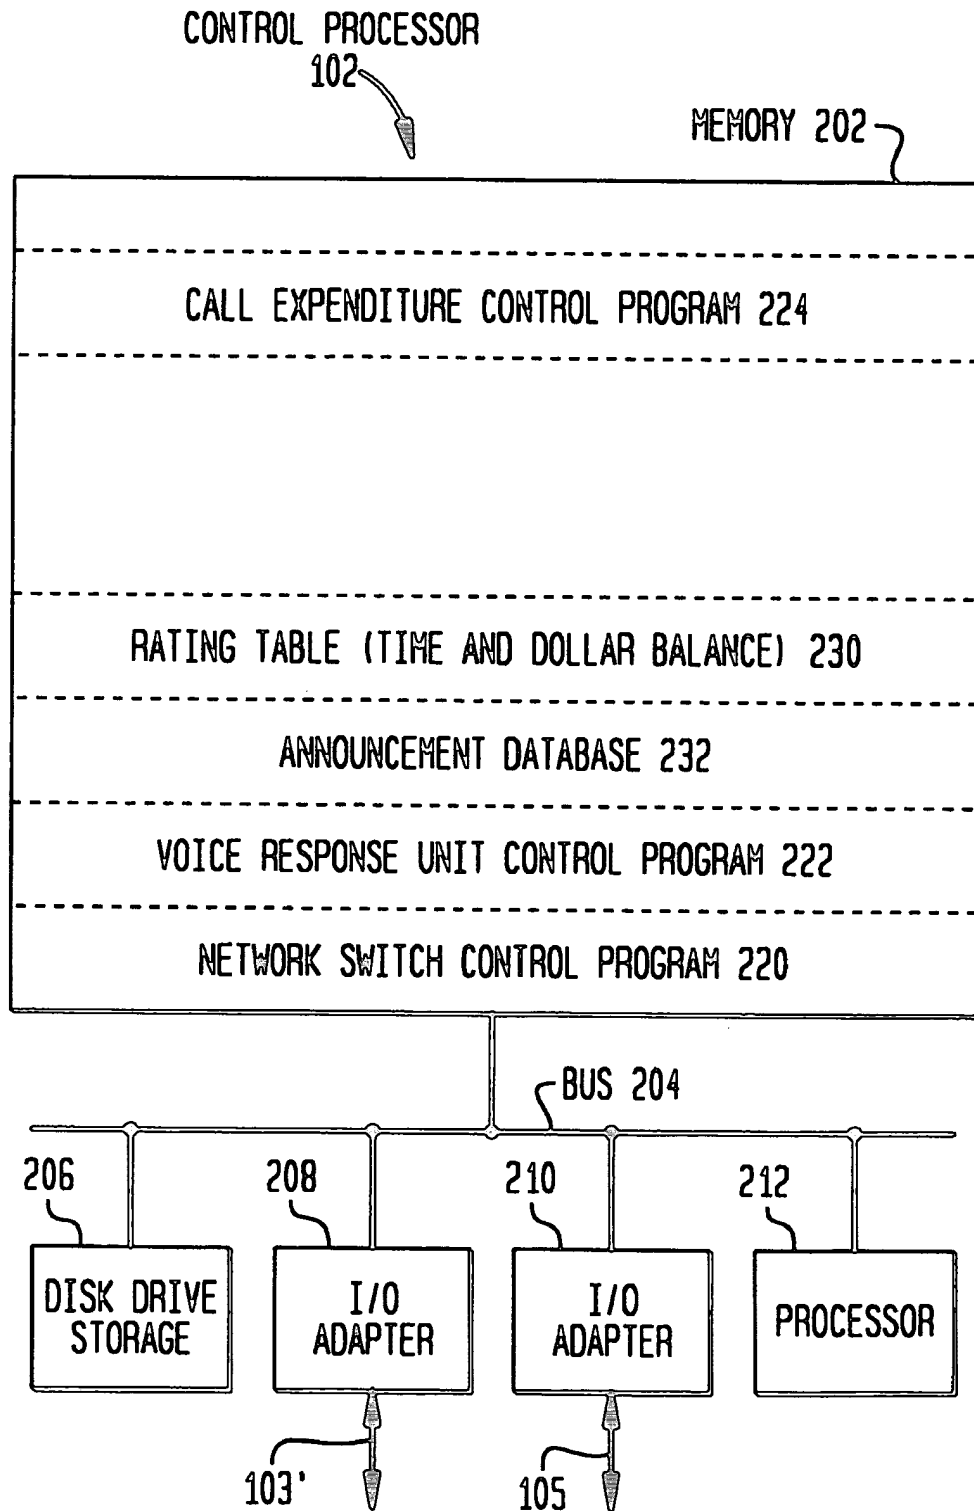 CONTROL PROCESSOR
102
MEMORY 202
CALL EXPENDITURE CONTROL PROGRAM 224
RATING TABLE (TIME AND DOLLAR BALANCE) 230
ANNOUNCEMENT DATABASE 232
VOICE RESPONSE UNIT CONTROL PROGRAM 222
NETWORK SWITCH CONTROL PROGRAM 220
BUS 204
206
208
210
212
DISK DRIVE
STORAGE
I/O
ADAPTER
I/O
ADAPTER
PROCESSOR
103'
105